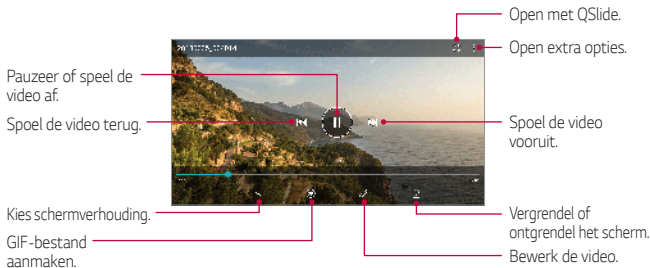 Open met QSlide.
Open extra opties.
Pauzeer of speel de
video af.
Spoel de video terug.
Spoel de video
vooruit.
Kies schermverhouding.
GIF-bestand
aanmaken.
Vergrendel of
ontgrendel het scherm.
Bewerk de video.